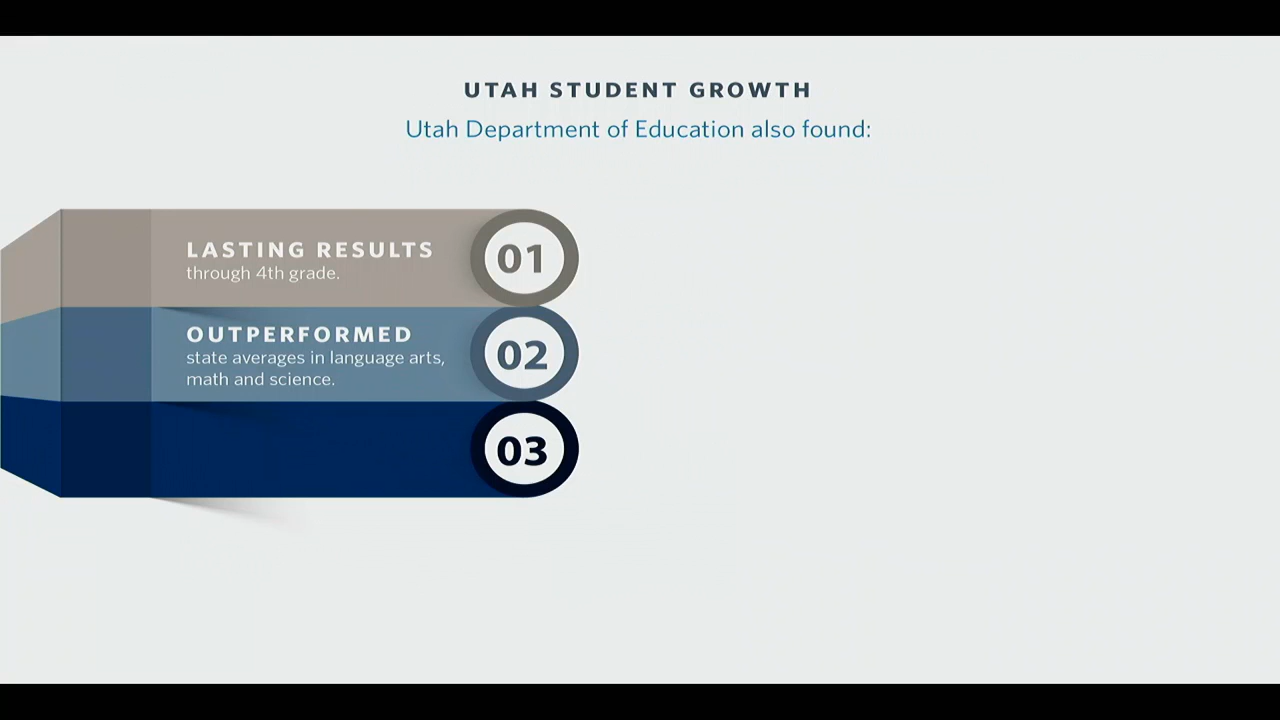 UTAH STUDENT GROWTH
Utah Department of Education also found:
LASTING RESULTS
through 4th grade.
01
OUTPERFORMED
state averages in language arts,
math and science.
02
03